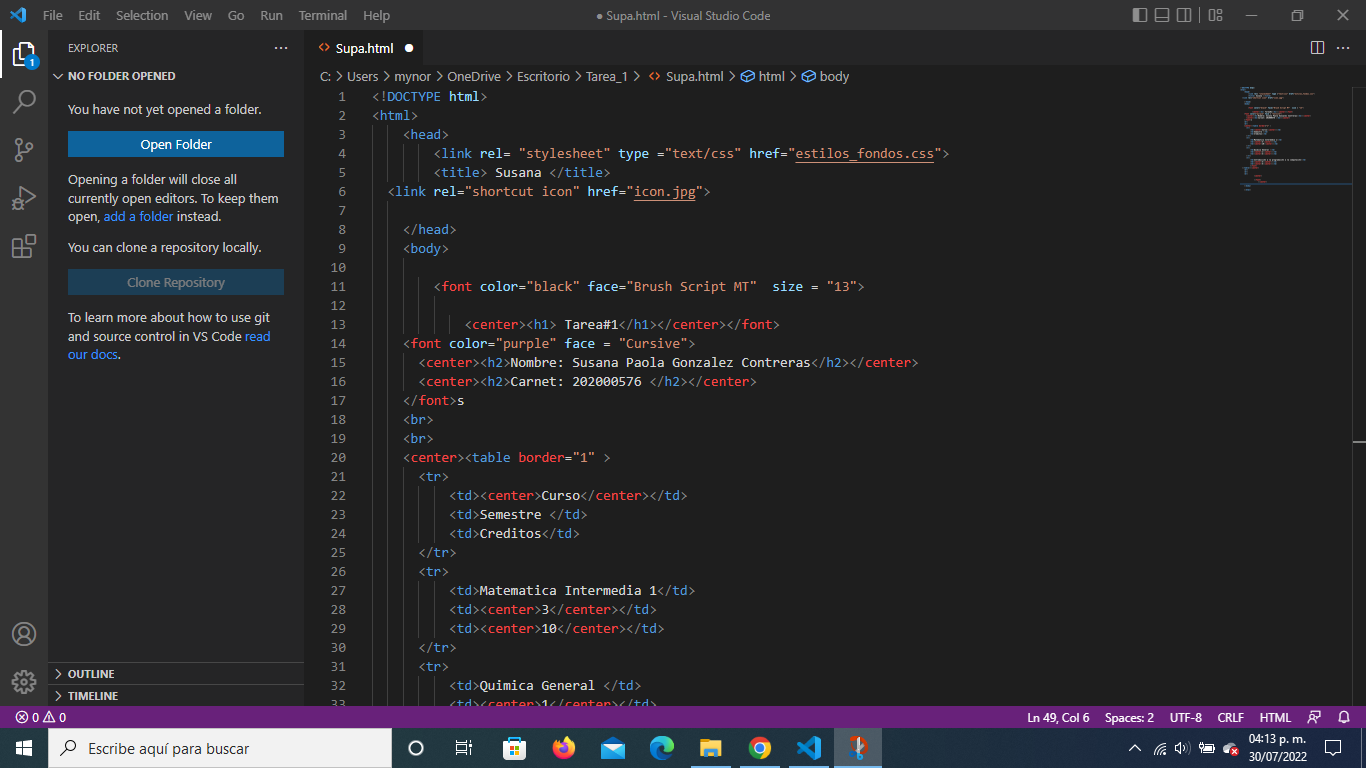 File Edit Selection View Go Run Terminal Help ● Supa.html - Visual Studio Code
EXPLORER
NO FOLDER OPENED
You have not yet opened a folder.
Open Folder
Opening a folder will close all
currently open editors. To keep them
open, add a folder instead.
You can clone a repository locally.
Clone Repository
To learn more about how to use git
and source control in VS Code read
our docs.
OUTLINE
TIMELINE
1
Supa.html
C: > Users > mynor > OneDrive > Escritorio > Tarea_1 > Supa.html > html > body
1 <!DOCTYPE html>
2 <html>
3 <head>
4 <link rel= "stylesheet" type ="text/css" href="estilos_fondos.css">
5 <title> Susana </title>
6 <link rel="shortcut icon" href="icon.jpg">
7
8 </head>
9 <body>
10
11 <font color="black" face="Brush Script MT"  size = "13">
12
13 <center><h1> Tarea#1</h1></center></font>
14 <font color="purple" face = "Cursive">
15 <center><h2>Nombre: Susana Paola Gonzalez Contreras</h2></center>
16 <center><h2>Carnet: 202000576 </h2></center>
17 </font>s
18 <br>
19 <br>
20 <center><table border="1" >
21 <tr>
22 <td><center>Curso</center></td>
23 <td>Semestre </td>
24 <td>Creditos</td>
25 </tr>
26 <tr>
27 <td>Matematica Intermedia 1</td>
28 <td><center>3</center></td>
29 <td><center>10</center></td>
30 </tr>
31 <tr>
32 <td>Quimica General </td>
33 <td><center>1</center></td>
0 0 Ln 49, Col 6 Spaces: 2 UTF-8 CRLF HTML
Escribe aquí para buscar
04:13 p. m.
30/07/2022